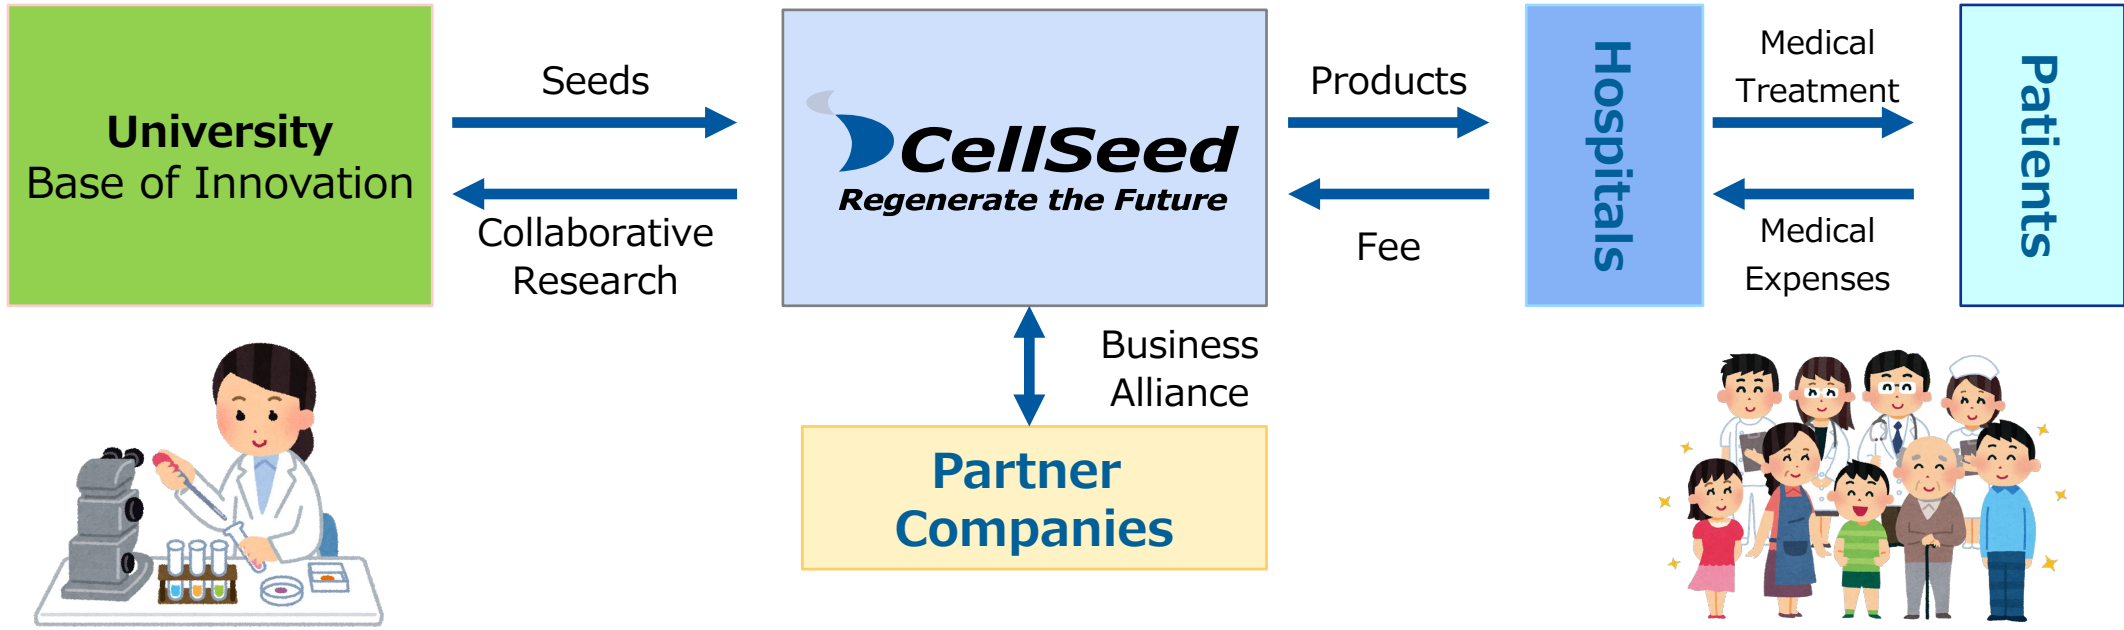 University
Base of Innovation
Seeds
Collaborative
Research
CellSeed
Regenerate the Future
Products
Fee
Hospitals
Medical
Treatment
Medical
Expenses
Patients
Business
Alliance
Partner
Companies